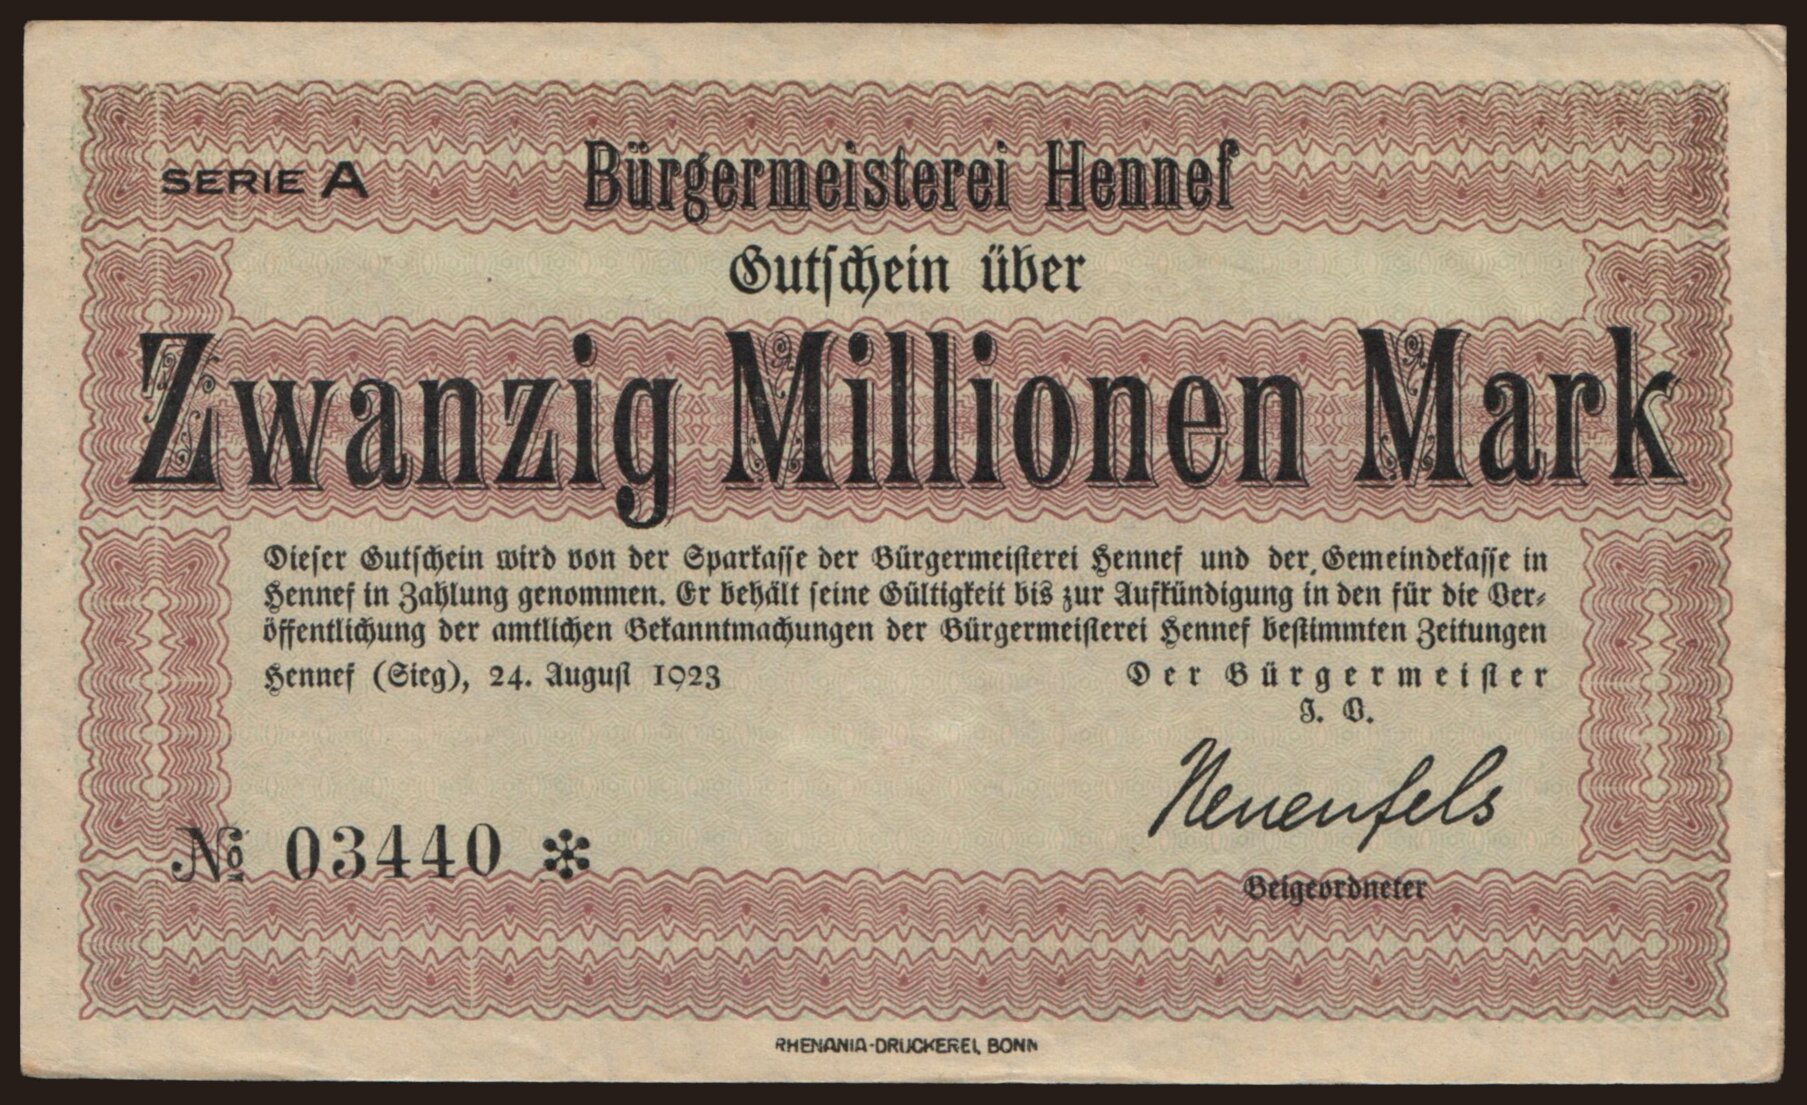 SERIE A
Bürgermeisterei Hennef
Gutschein über
Zwanzig Millionen Mark
Dieser Gutschein wird von der Sparkasse der Bürgermeisterei Hennef und der Gemeindekasse in
Hennef in Zahlung genommen. Er behält seine Gültigkeit bis zur Aufkündigung in den für die Ver-
öffentlichung der amtlichen Bekanntmachungen der Bürgermeisterei Hennef bestimmten Zeitungen
Hennef (Sieg), 24. August 1923
Der Bürgermeister
J. V.
Neuenfels
Beigeordneter
№ 03440 *
RHENANIA-DRUCKEREI, BONN